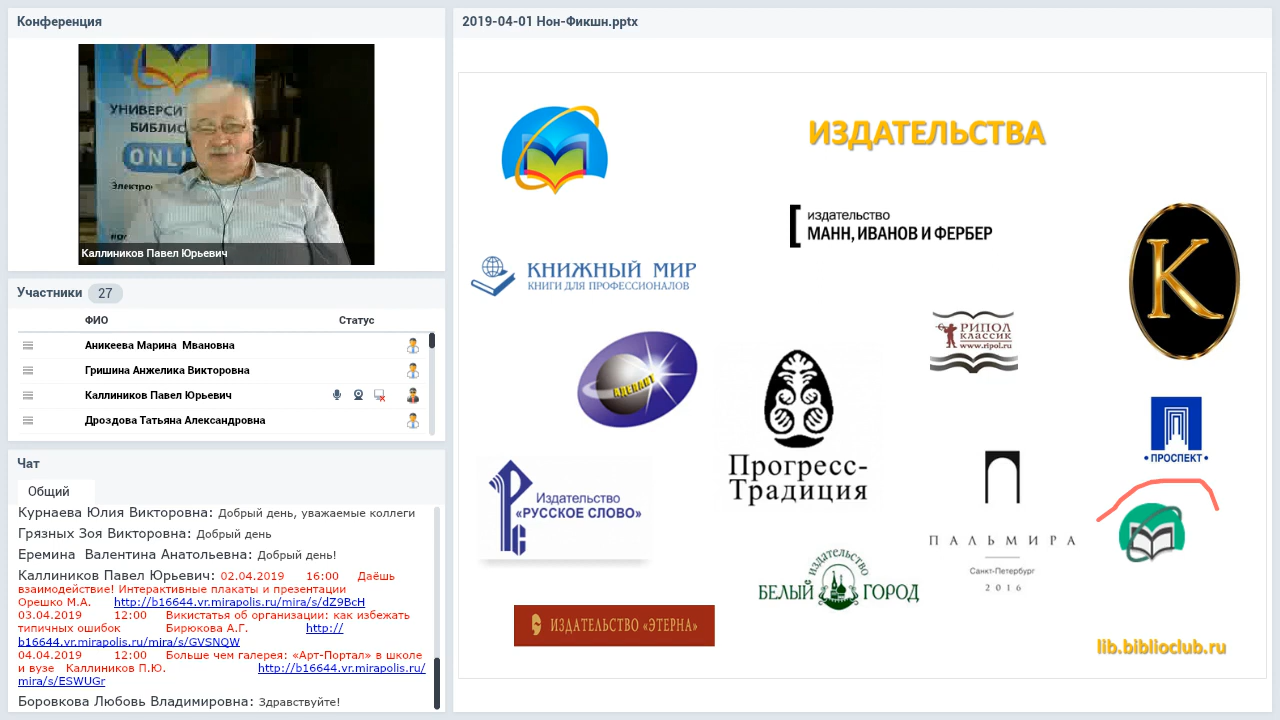 Конференция
УНИВЕРСИТ
БИБЛИО
ONLI
Электрон
Каллиников Павел Юрьевич
Участники 27
ФИО Статус
Аникеева Марина Мвановна
Гришина Анжелика Викторовна
Каллиников Павел Юрьевич
Дроздова Татьяна Александровна
Чат
Общий
Курнаева Юлия Викторовна: Добрый день, уважаемые коллеги
Грязных Зоя Викторовна: Добрый день
Еремина Валентина Анатольевна: Добрый день!
Каллиников Павел Юрьевич: 02.04.2019 16:00 Даёшь
взаимодействие! Интерактивные плакаты и презентации
Орешко М.А. http://b16644.vr.mirapolis.ru/mira/s/dZ9BcH
03.04.2019 12:00 Викистатья об организации: как избежать
типичных ошибок Бирюкова А.Г. http://
b16644.vr.mirapolis.ru/mira/s/GVSNQW
04.04.2019 12:00 Больше чем галерея: «Арт-Портал» в школе
и вузе Каллиников П.Ю. http://b16644.vr.mirapolis.ru/
mira/s/ESWUGr
Боровкова Любовь Владимировна: Здравствуйте!
2019-04-01 Нон-Фикшн.pptx
ИЗДАТЕЛЬСТВА
издательство
МАНН, ИВАНОВ И ФЕРБЕР
К
КНИЖНЫЙ МИР
КНИГИ ДЛЯ ПРОФЕССИОНАЛОВ
РИПОЛ
КЛАССИК
www.ripol.ru
АДЕЛАНТ
Прогресс-
Традиция
ПРОСПЕКТ
Издательство
«РУССКОЕ СЛОВО»
ПАЛЬМИРА
Санкт-Петербург
2016
издательство
БЕЛЫЙ ГОРОД
ИЗДАТЕЛЬСТВО «ЭТЕРНА»
lib.biblioclub.ru